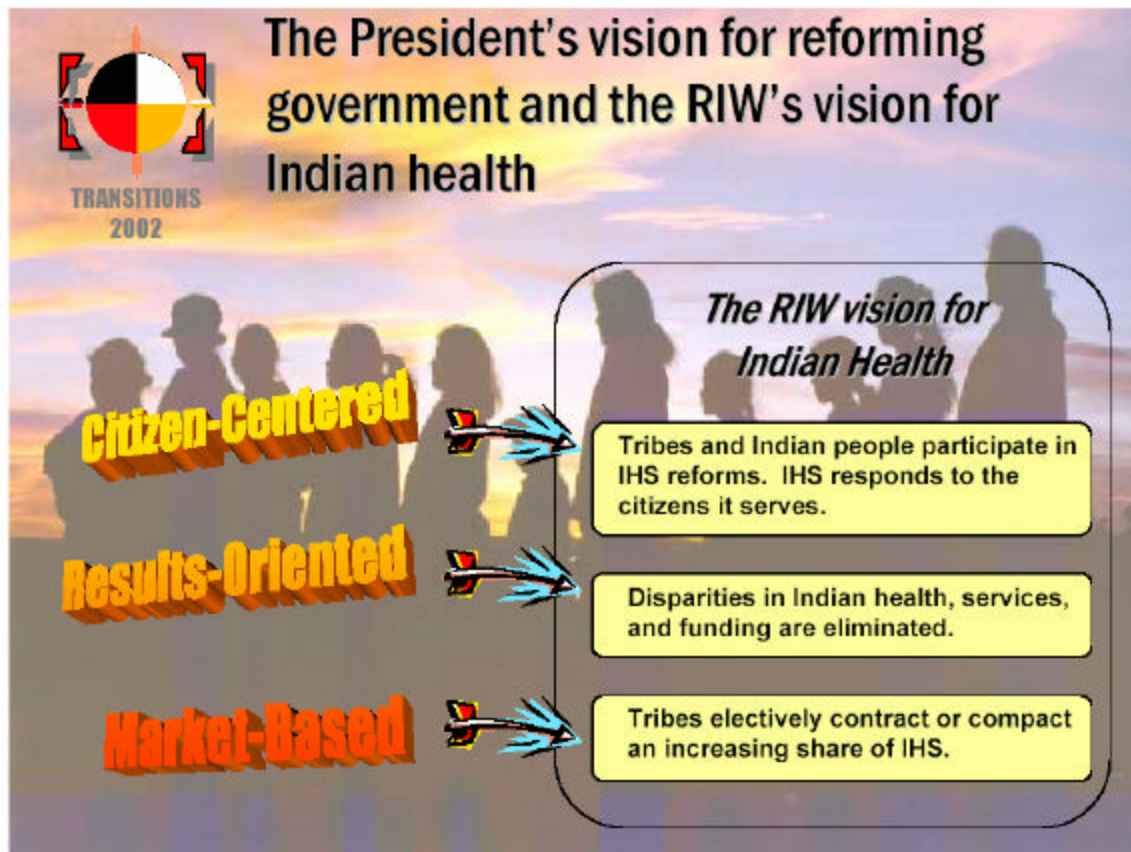 The President's vision for reforming
government and the RIW's vision for
Indian health
TRANSITIONS
2002
The RIW vision for
Indian Health
Citizen-Centered
Tribes and Indian people participate in
IHS reforms.  IHS responds to the
citizens it serves.
Results-Oriented
Disparities in Indian health, services,
and funding are eliminated.
Market-Based
Tribes electively contract or compact
an increasing share of IHS.